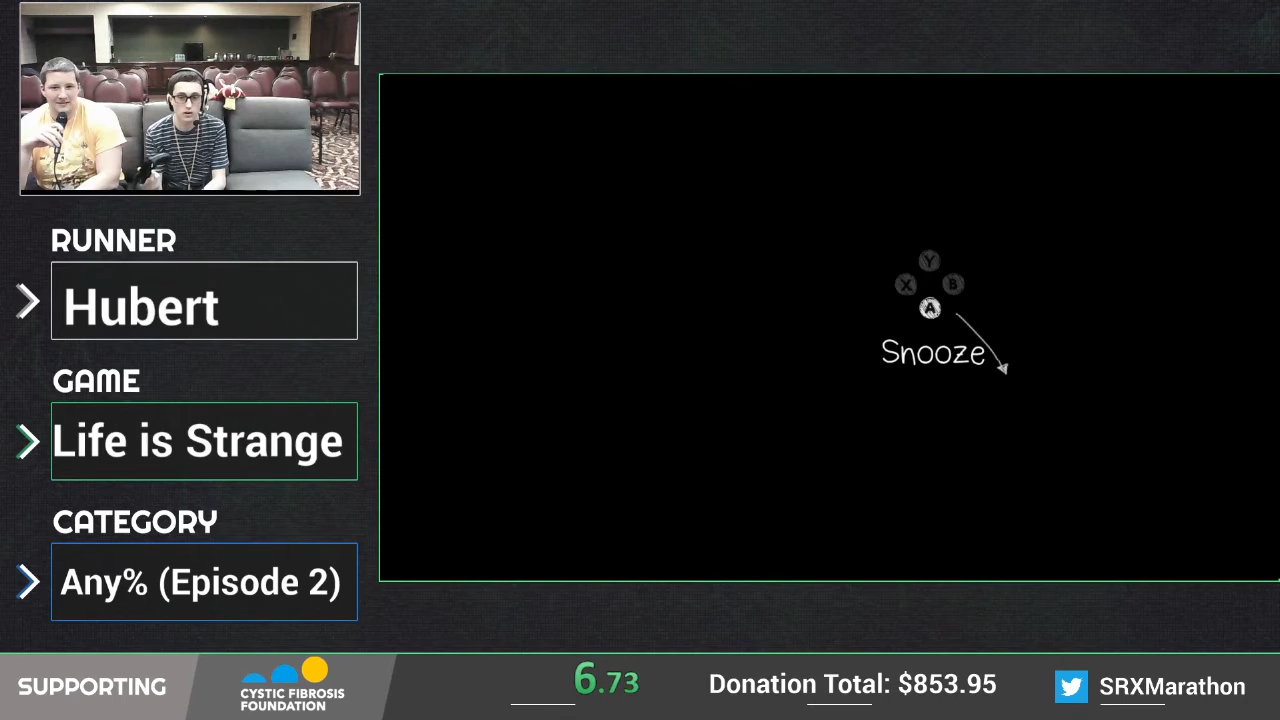 RUNNER
Hubert
GAME
Life is Strange
CATEGORY
Any% (Episode 2)
Y
X B
A
Snooze
SUPPORTING
CYSTIC FIBROSIS
FOUNDATION
6.73
Donation Total: $853.95
SRXMarathon